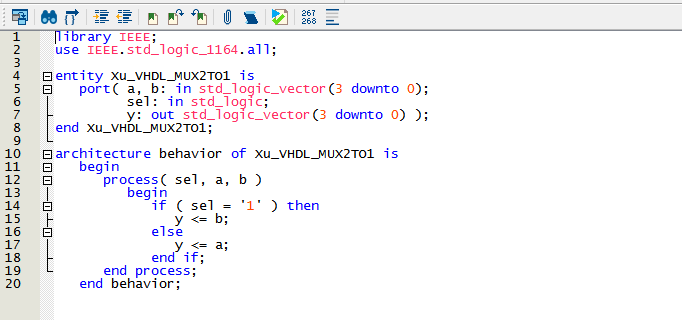 267
268
1 library IEEE;
2 use IEEE.std_logic_1164.all;
3
4 entity Xu_VHDL_MUX2TO1 is
5 port( a, b: in std_logic_vector(3 downto 0);
6 sel: in std_logic;
7 y: out std_logic_vector(3 downto 0) );
8 end Xu_VHDL_MUX2TO1;
9
10 architecture behavior of Xu_VHDL_MUX2TO1 is
11 begin
12 process( sel, a, b )
13 begin
14 if ( sel = '1' ) then
15 y <= b;
16 else
17 y <= a;
18 end if;
19 end process;
20 end behavior;